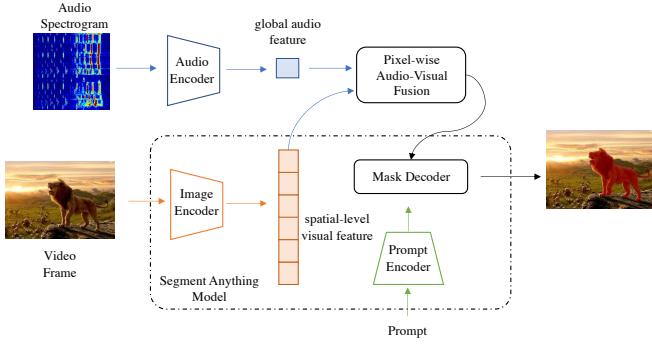 Audio
Spectrogram
Audio
Encoder
global audio
feature
Pixel-wise
Audio-Visual
Fusion
Video
Frame
Image
Encoder
spatial-level
visual feature
Mask Decoder
Prompt
Encoder
Segment Anything
Model
Prompt